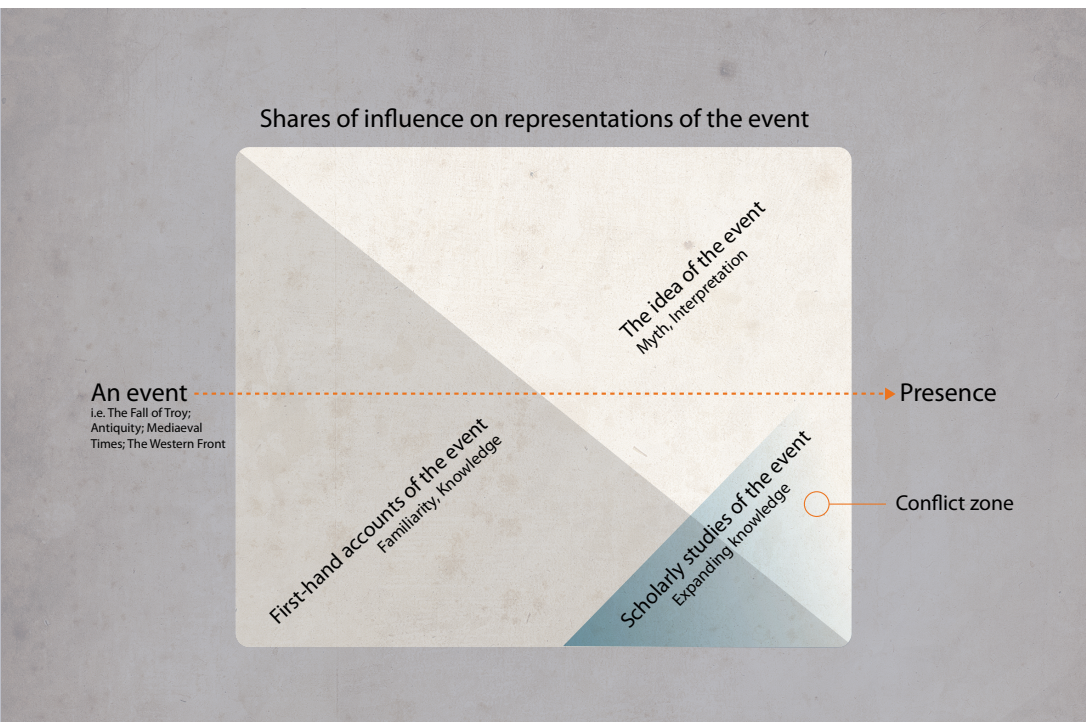 Shares of influence on representations of the event
The idea of the event
Myth, Interpretation
An event
i.e. The Fall of Troy;
Antiquity; Mediaeval
Times; The Western Front
Presence
First-hand accounts of the event
Familiarity, Knowledge
Scholarly studies of the event
Expanding knowledge
Conflict zone